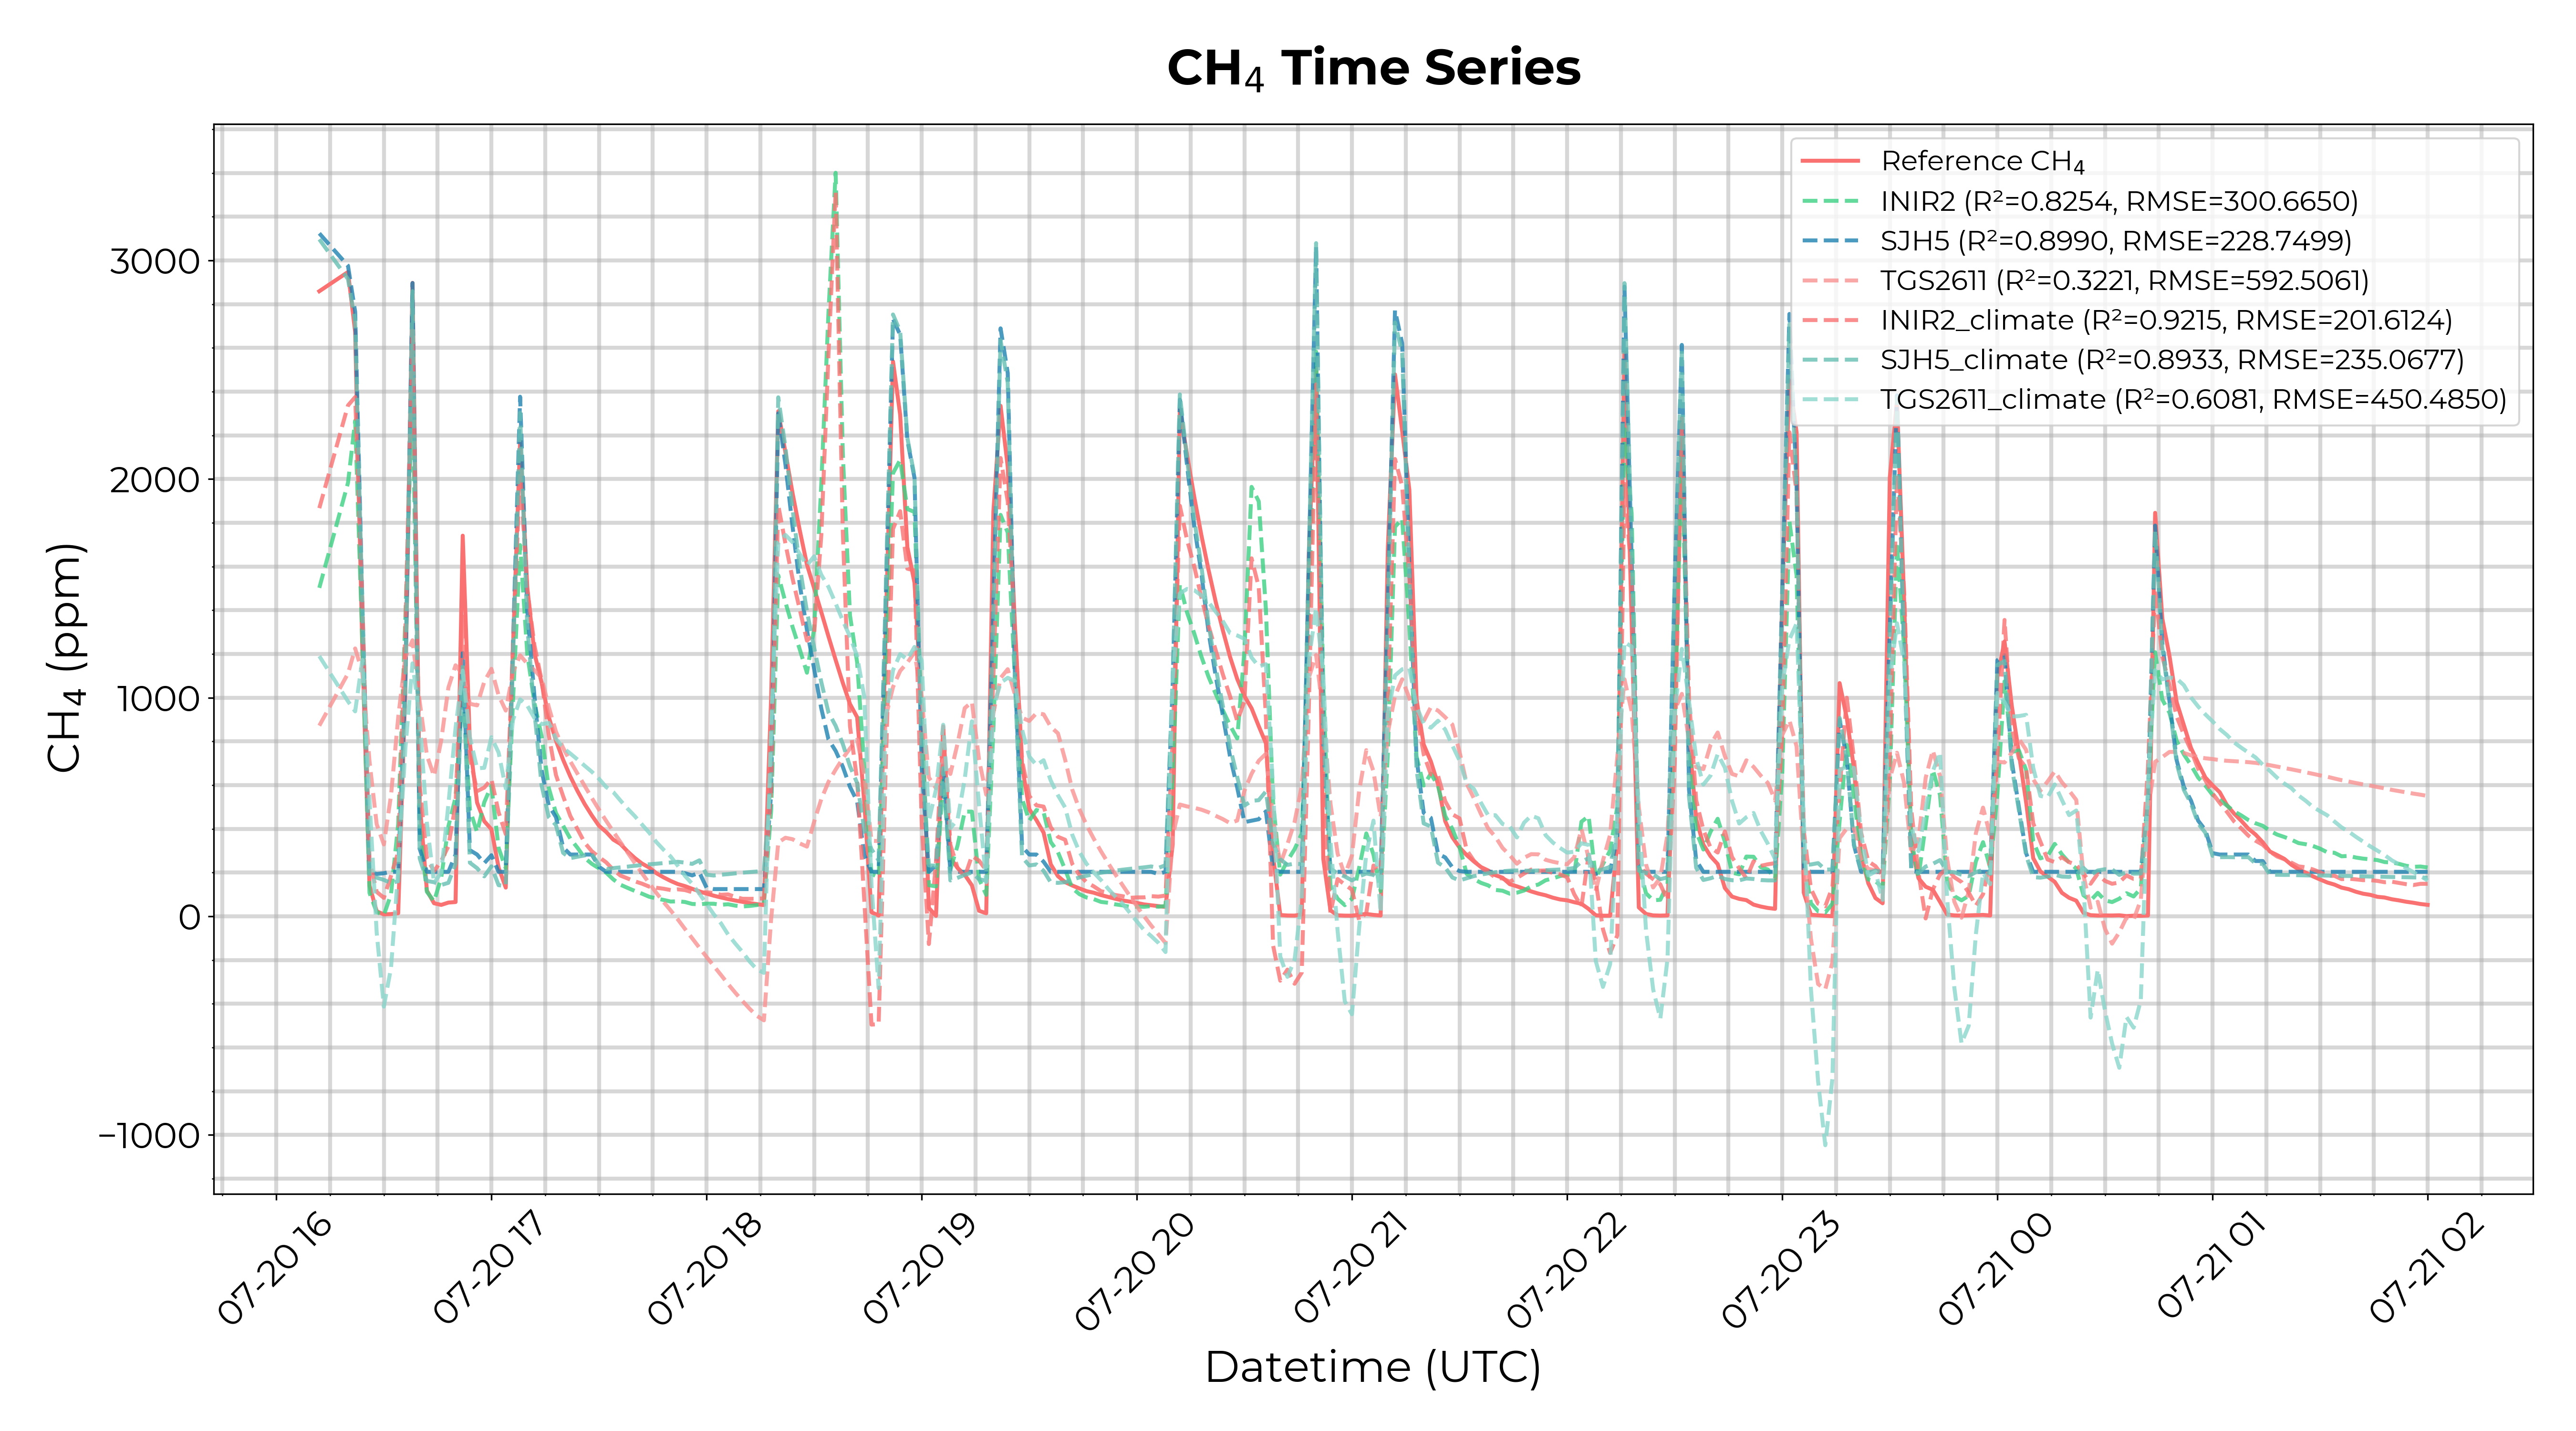 CH₄ Time Series
CH₄ (ppm)
3000
2000
1000
0
−1000
Reference CH₄
INIR2 (R²=0.8254, RMSE=300.6650)
SJH5 (R²=0.8990, RMSE=228.7499)
TGS2611 (R²=0.3221, RMSE=592.5061)
INIR2_climate (R²=0.9215, RMSE=201.6124)
SJH5_climate (R²=0.8933, RMSE=235.0677)
TGS2611_climate (R²=0.6081, RMSE=450.4850)
07-20 16
07-20 17
07-20 18
07-20 19
07-20 20
07-20 21
07-20 22
07-20 23
07-21 00
07-21 01
07-21 02
Datetime (UTC)